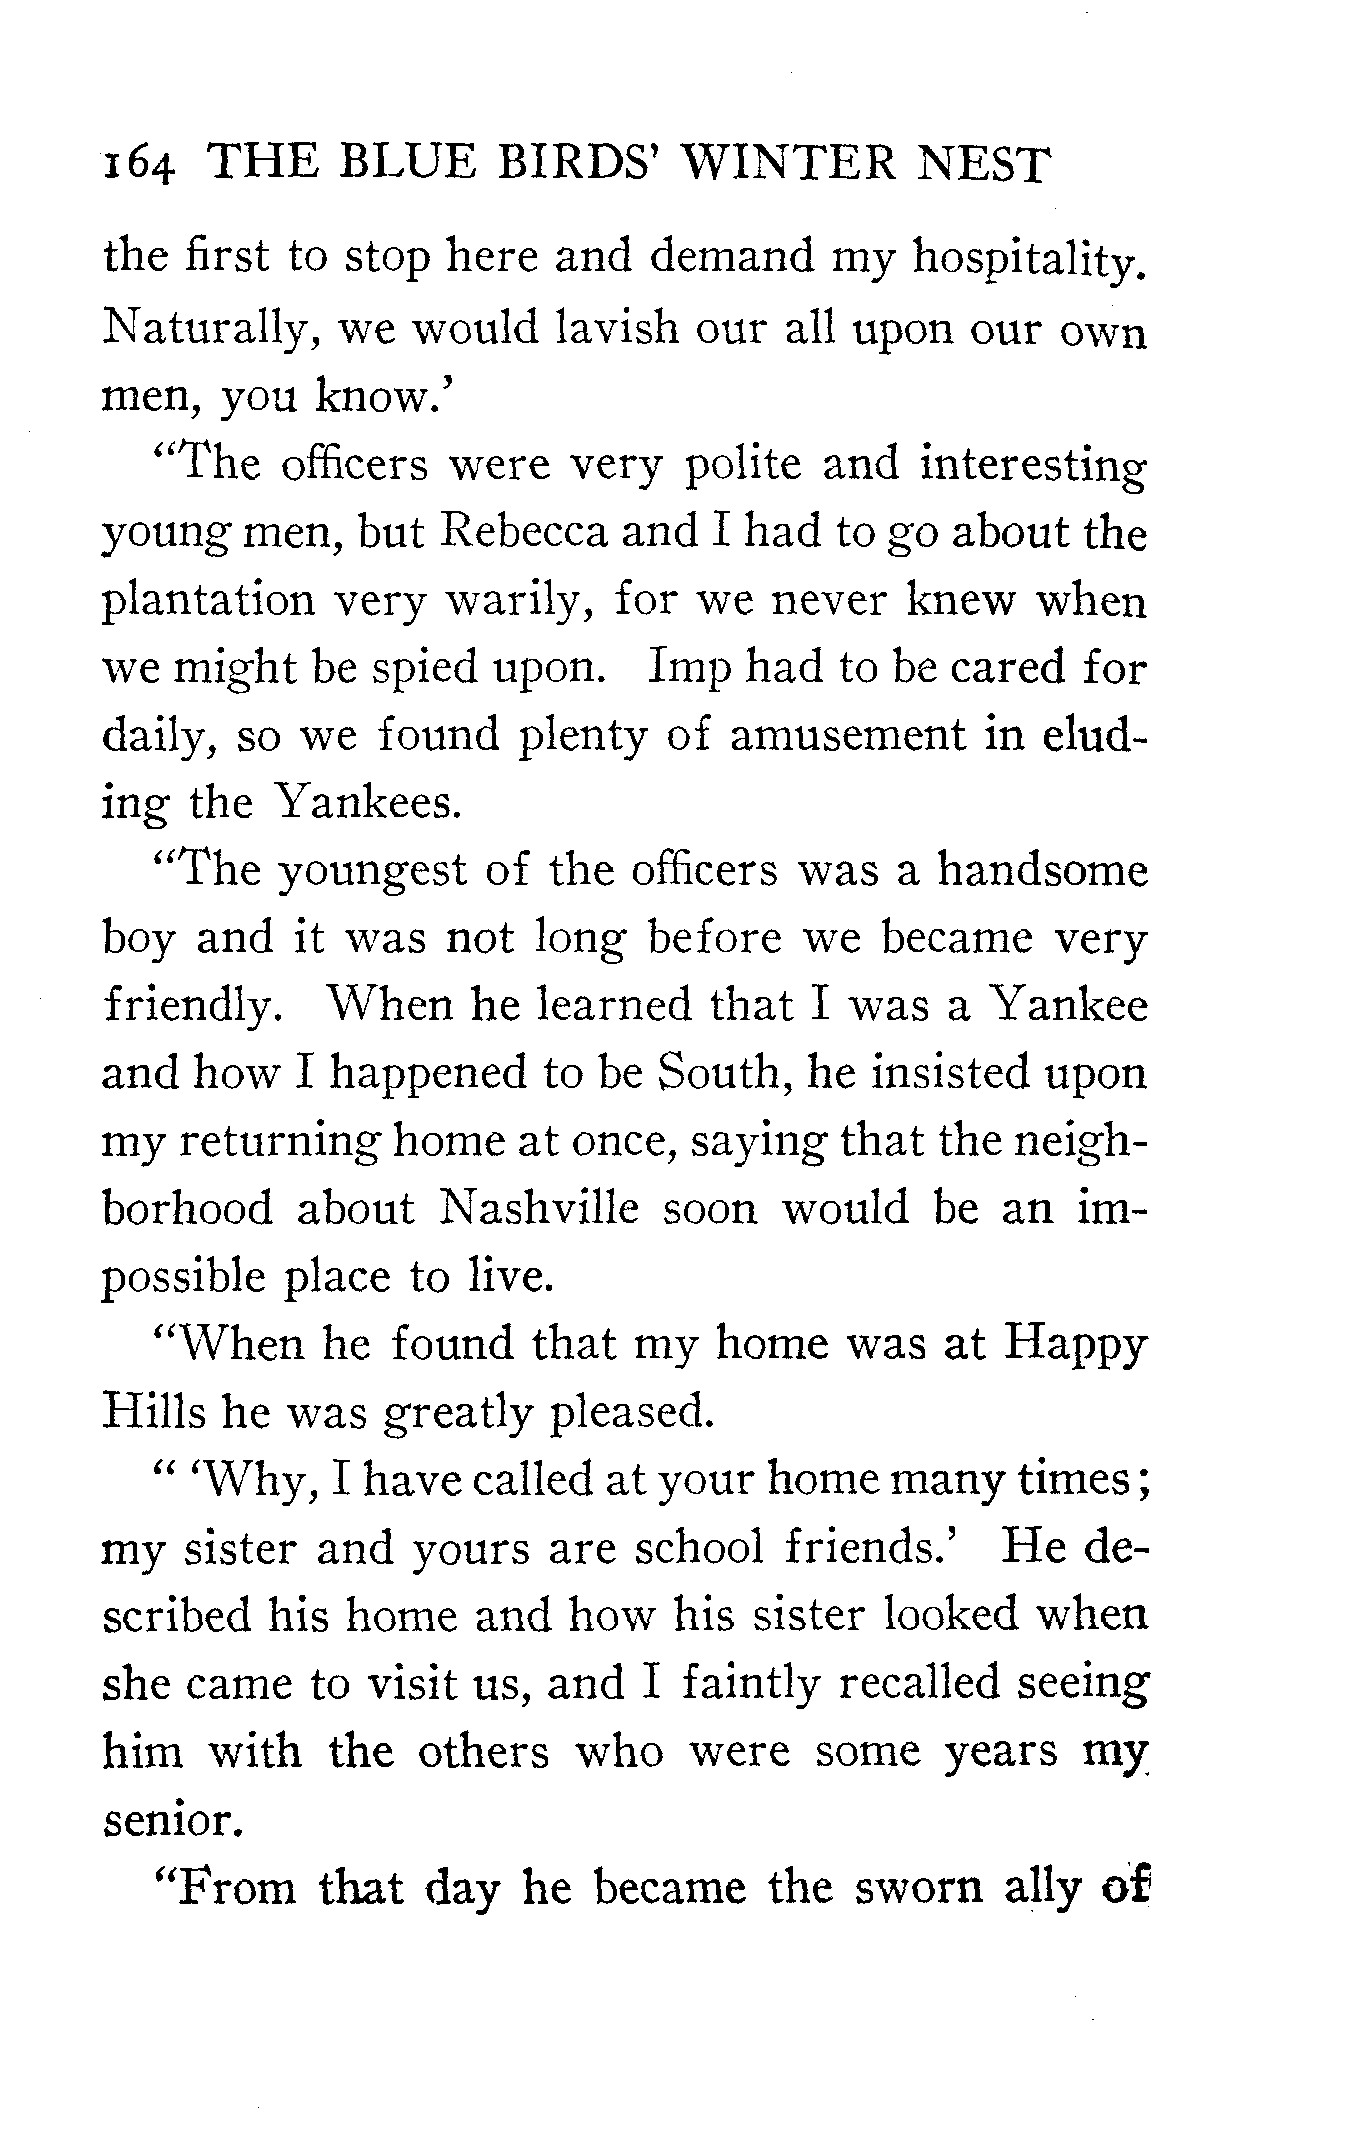 164 THE BLUE BIRDS' WINTER NEST
the first to stop here and demand my hospitality.
Naturally, we would lavish our all upon our own
men, you know.'
"The officers were very polite and interesting
young men, but Rebecca and I had to go about the
plantation very warily, for we never knew when
we might be spied upon. Imp had to be cared for
daily, so we found plenty of amusement in elud-
ing the Yankees.
"The youngest of the officers was a handsome
boy and it was not long before we became very
friendly. When he learned that I was a Yankee
and how I happened to be South, he insisted upon
my returning home at once, saying that the neigh-
borhood about Nashville soon would be an im-
possible place to live.
"When he found that my home was at Happy
Hills he was greatly pleased.
" 'Why, I have called at your home many times;
my sister and yours are school friends.' He de-
scribed his home and how his sister looked when
she came to visit us, and I faintly recalled seeing
him with the others who were some years my
senior.
"From that day he became the sworn ally of